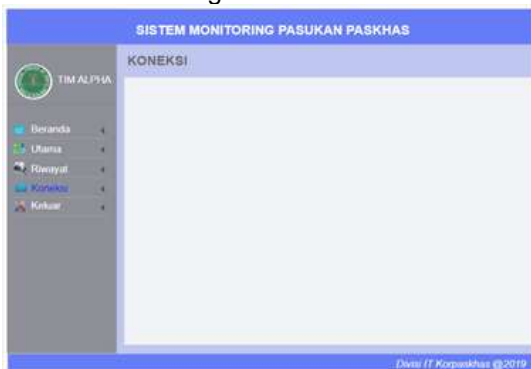 SISTEM MONITORING PASUKAN PASKHAS
TIM ALPHA
KONEKSI
Beranda
Utama
Riwayat
Koneksi
Keluar
Divisi IT Korpaskhas @2019